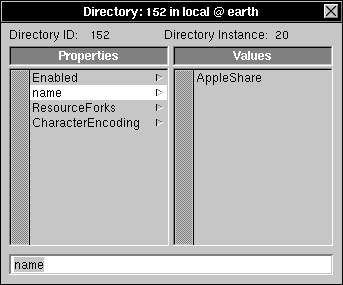 Directory: 152 in local @ earth
Directory ID: 152 Directory Instance: 20
Properties Values
Enabled AppleShare
name
ResourceForks
CharacterEncoding
name